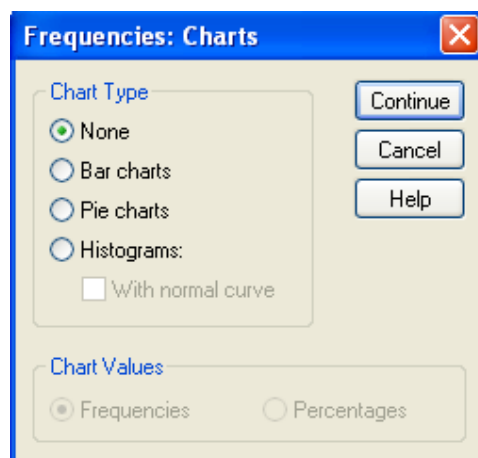 Frequencies: Charts
Chart Type
None
Bar charts
Pie charts
Histograms:
With normal curve
Continue
Cancel
Help
Chart Values
Frequencies
Percentages